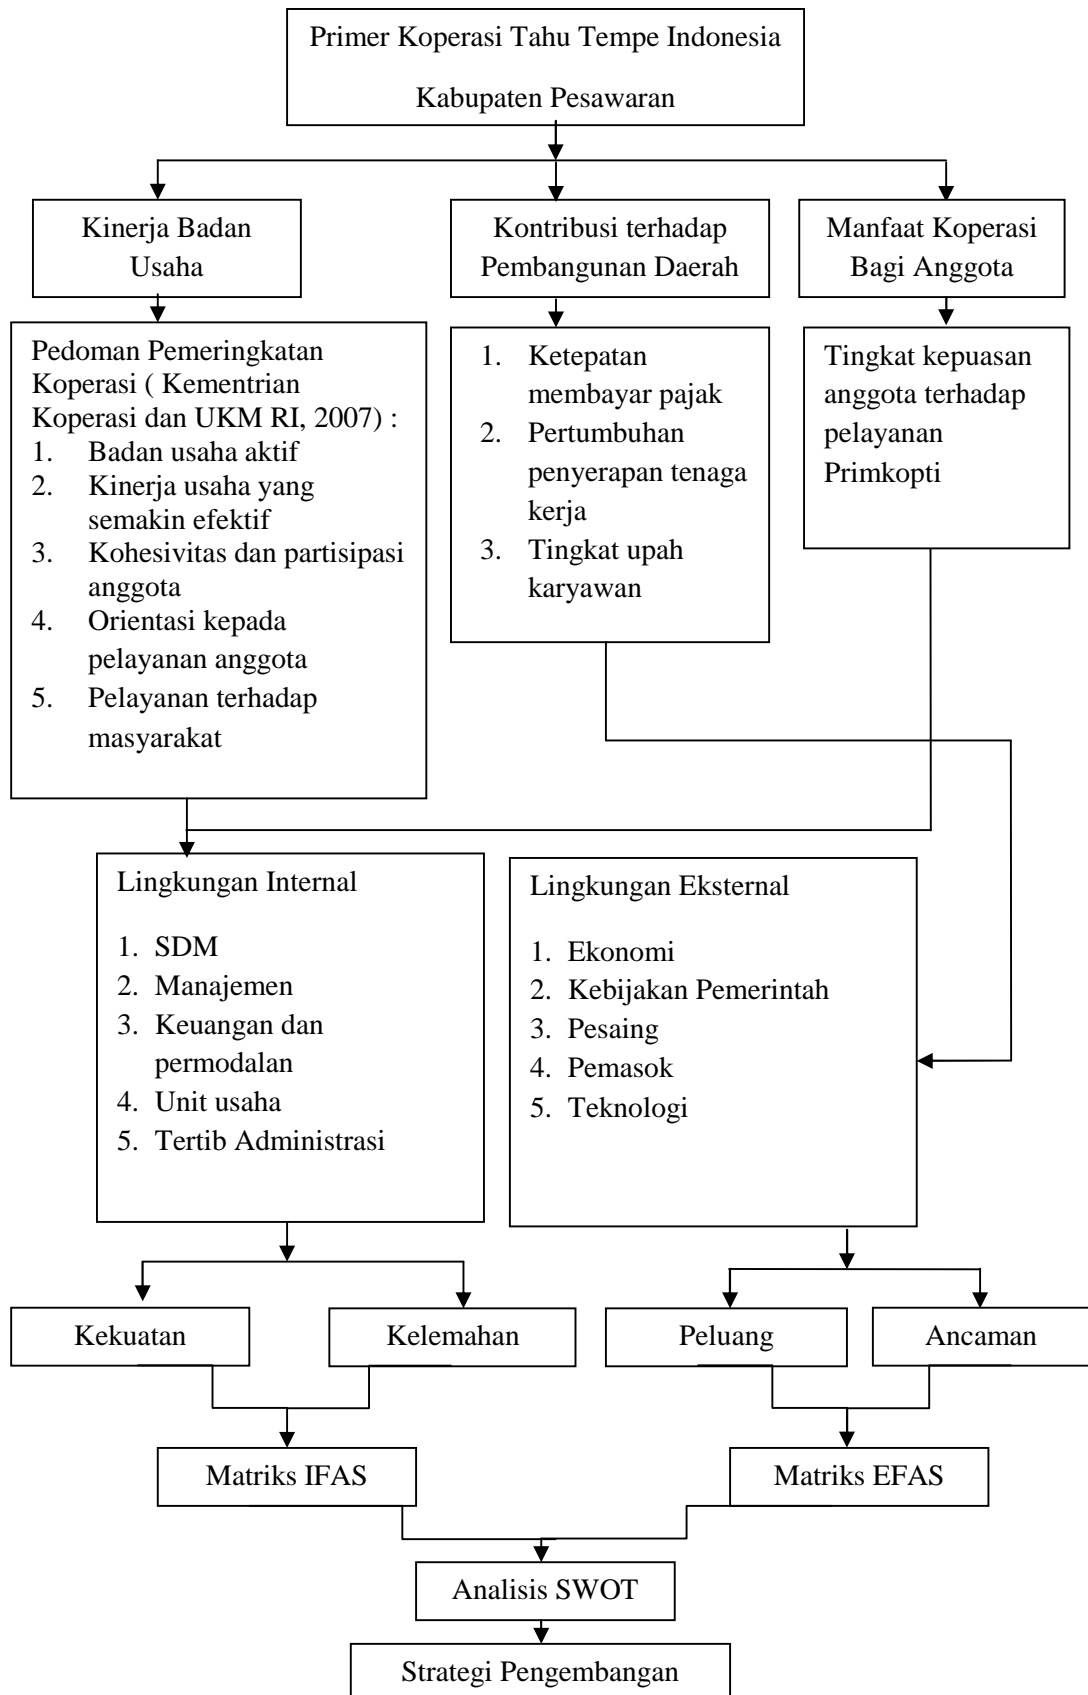 Primer Koperasi Tahu Tempe Indonesia
Kabupaten Pesawaran
Kinerja Badan
Usaha
Kontribusi terhadap
Pembangunan Daerah
Manfaat Koperasi
Bagi Anggota
Pedoman Pemeringkatan
Koperasi ( Kementrian
Koperasi dan UKM RI, 2007) :
1. Badan usaha aktif
2. Kinerja usaha yang
semakin efektif
3. Kohesivitas dan partisipasi
anggota
4. Orientasi kepada
pelayanan anggota
5. Pelayanan terhadap
masyarakat
1. Ketepatan
membayar pajak
2. Pertumbuhan
penyerapan tenaga
kerja
3. Tingkat upah
karyawan
Tingkat kepuasan
anggota terhadap
pelayanan
Primkopti
Lingkungan Internal
1. SDM
2. Manajemen
3. Keuangan dan
permodalan
4. Unit usaha
5. Tertib Administrasi
Lingkungan Eksternal
1. Ekonomi
2. Kebijakan Pemerintah
3. Pesaing
4. Pemasok
5. Teknologi
Kekuatan
Kelemahan
Peluang
Ancaman
Matriks IFAS
Matriks EFAS
Analisis SWOT
Strategi Pengembangan